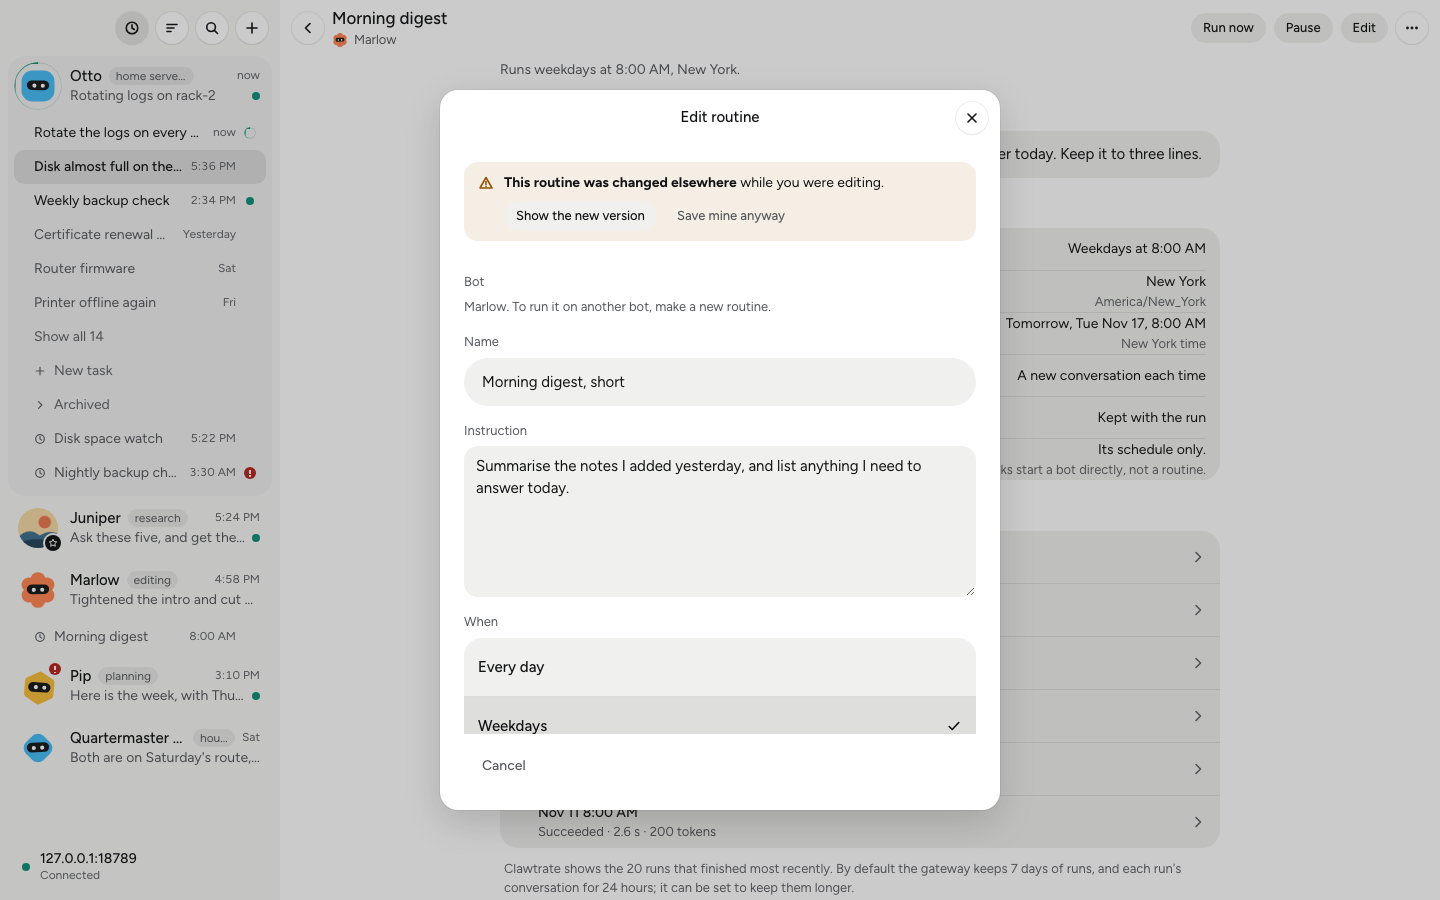 Otto home serve... now
Rotating logs on rack-2
Rotate the logs on every ... now
Disk almost full on the... 5:36 PM
Weekly backup check 2:34 PM
Certificate renewal ... Yesterday
Router firmware Sat
Printer offline again Fri
Show all 14
New task
Archived
Disk space watch 5:22 PM
Nightly backup ch... 3:30 AM
Juniper research 5:24 PM
Ask these five, and get the...
Marlow editing 4:58 PM
Tightened the intro and cut ...
Morning digest 8:00 AM
Pip planning 3:10 PM
Here is the week, with Thu...
Quartermaster ... hou... Sat
Both are on Saturday's route,...
127.0.0.1:18789
Connected
Morning digest
Marlow
Run now Pause Edit
Runs weekdays at 8:00 AM, New York.
er today. Keep it to three lines.
Weekdays at 8:00 AM
New York
America/New_York
Tomorrow, Tue Nov 17, 8:00 AM
New York time
A new conversation each time
Kept with the run
Its schedule only.
ks start a bot directly, not a routine.
Edit routine
This routine was changed elsewhere while you were editing.
Show the new version Save mine anyway
Bot
Marlow. To run it on another bot, make a new routine.
Name
Morning digest, short
Instruction
Summarise the notes I added yesterday, and list anything I need to
answer today.
When
Every day
Weekdays
Cancel
Nov 11 8:00 AM
Succeeded · 2.6 s · 200 tokens
Clawtrate shows the 20 runs that finished most recently. By default the gateway keeps 7 days of runs, and each run's
conversation for 24 hours; it can be set to keep them longer.